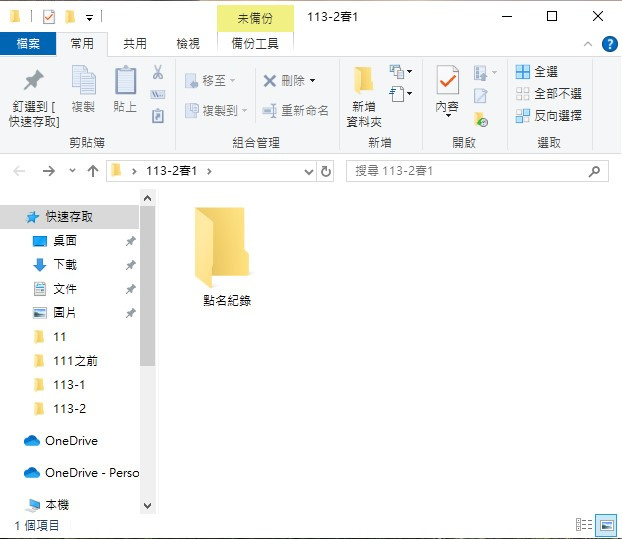 未備份
113-2春1
檔案
常用
共用
檢視
備份工具
釘選到 [
快速存取]
複製
貼上
移至
複製到
刪除
重新命名
新增
資料夾
內容
全選
全部不選
反向選擇
剪貼簿
組合管理
新增
開啟
選取
113-2春1
搜尋 113-2春1
快速存取
桌面
下載
文件
圖片
11
111之前
113-1
113-2
OneDrive
OneDrive - Perso
本機
點名紀錄
1 個項目